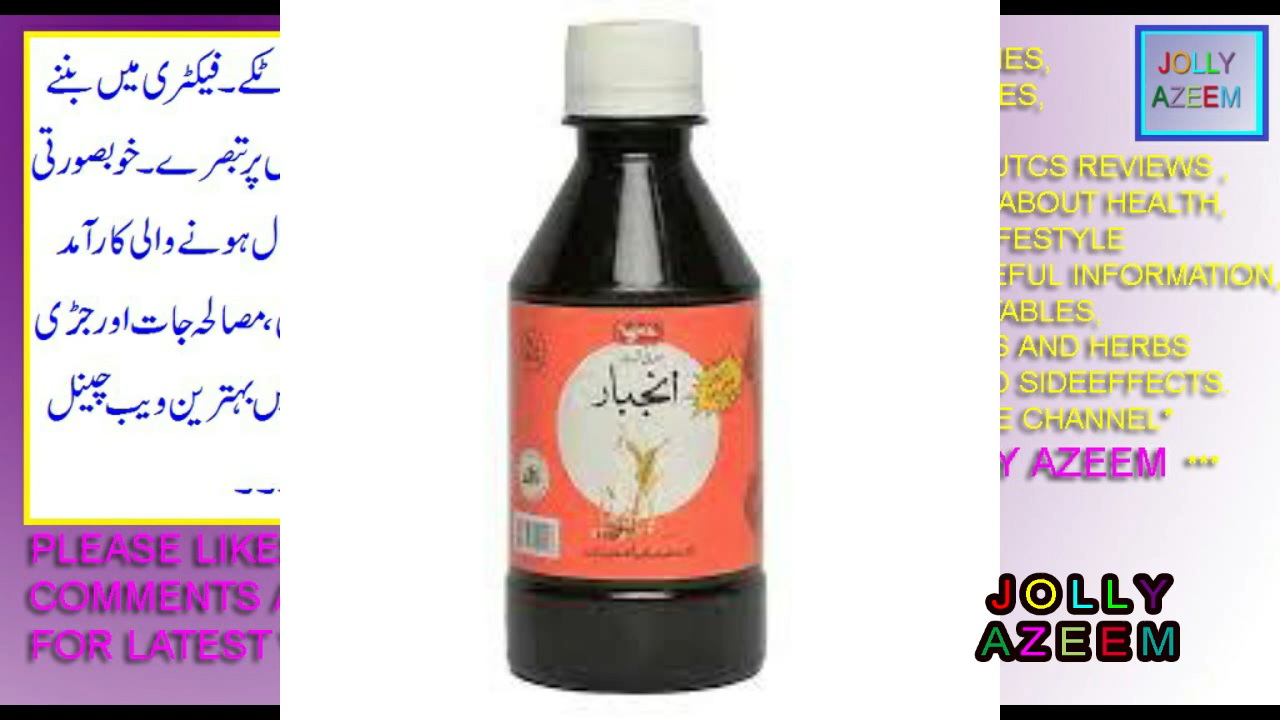 ٹکے۔ فیکٹری میں بننے
پر تبصرے۔ خوبصورتی
ہونے والی کارآمد
، مصالحہ جات اور جڑی
بہترین ویب چینل
۔۔۔
PLEASE LIKE
COMMENTS
FOR LATEST
انجبار
JOLLY
AZEEM
IES,
ES,
UTCS REVIEWS ,
ABOUT HEALTH,
FESTYLE
EFUL INFORMATION,
ABLES,
S AND HERBS
SIDEEFFECTS.
E CHANNEL*
Y AZEEM ***
JOLLY
AZEEM